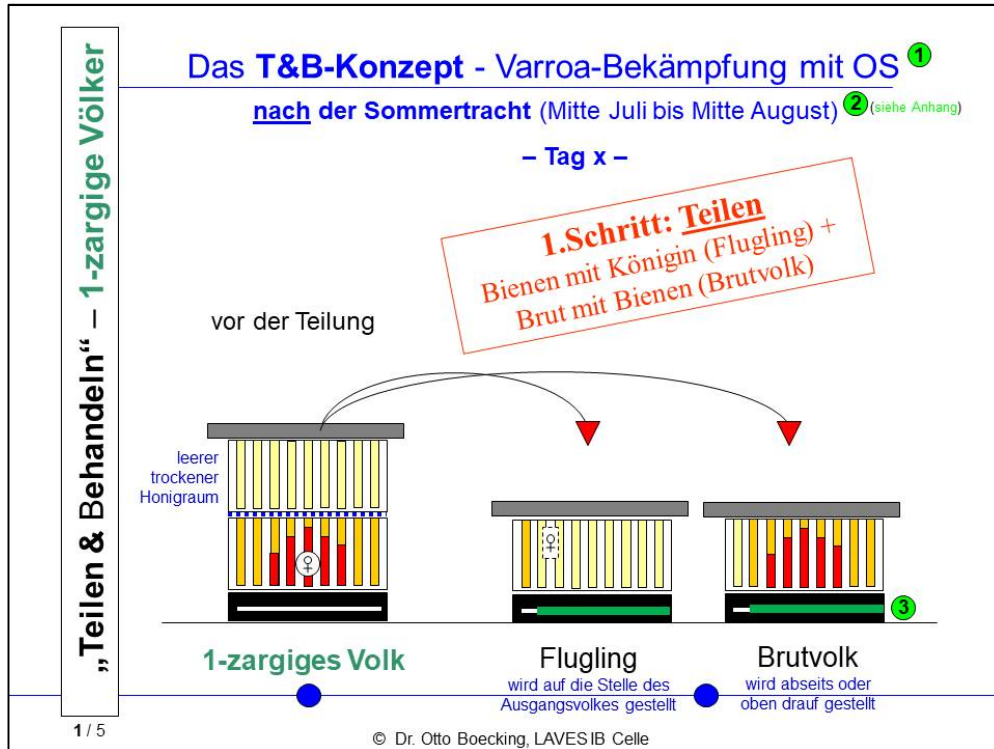 „Teilen & Behandeln“ – 1-zargige Völker
Das T&B-Konzept - Varroa-Bekämpfung mit OS 1
nach der Sommertracht (Mitte Juli bis Mitte August) 2 (siehe Anhang)
– Tag x –
1.Schritt: Teilen
Bienen mit Königin (Flugling) +
Brut mit Bienen (Brutvolk)
vor der Teilung
leerer
trockener
Honigraum
♀
♀
3
1-zargiges Volk
Flugling
wird auf die Stelle des
Ausgangsvolkes gestellt
Brutvolk
wird abseits oder
oben drauf gestellt
1 / 5
© Dr. Otto Boecking, LAVES IB Celle